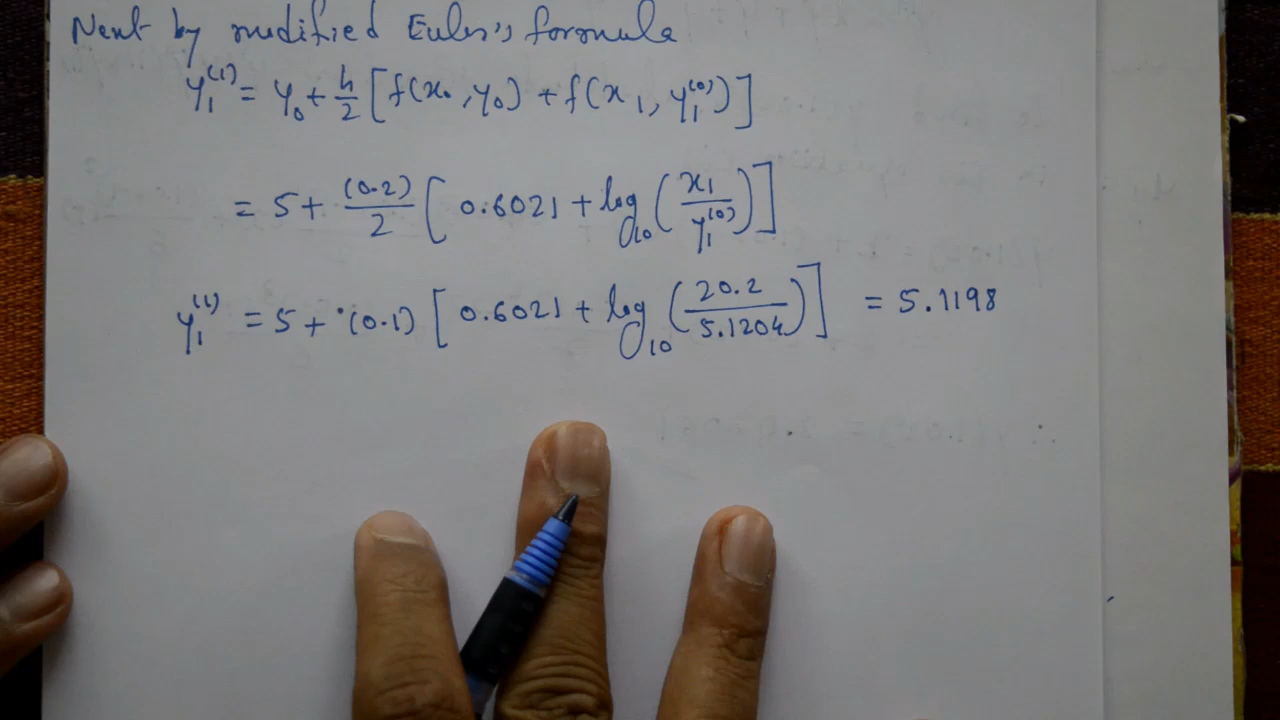 Next by modified Euler's formula
y₁⁽¹⁾ = y₀ + h/2 [f(x₀, y₀) + f(x₁, y₁⁽⁰⁾)]
= 5 + (0.2)/2 [0.6021 + log₁₀ (x₁/y₁⁽⁰⁾)]
y₁⁽¹⁾ = 5 + (0.1) [0.6021 + log₁₀ (20.2/5.1204)] = 5.1198